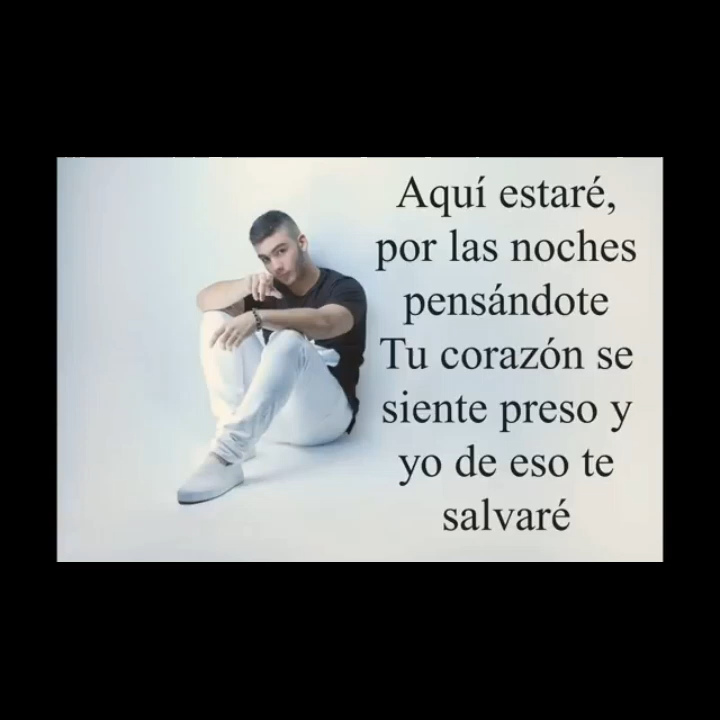 Aquí estaré,
por las noches
pensándote
Tu corazón se
siente preso y
yo de eso te
salvaré